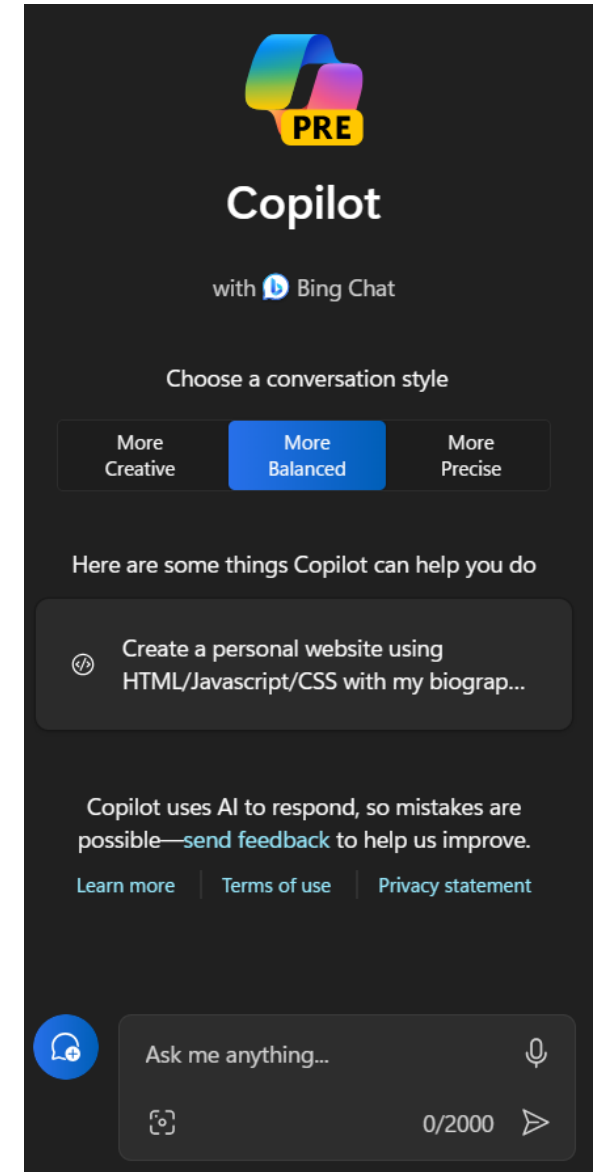 PRE
Copilot
with Bing Chat
Choose a conversation style
More
Creative
More
Balanced
More
Precise
Here are some things Copilot can help you do
Create a personal website using
HTML/Javascript/CSS with my biograp...
Copilot uses AI to respond, so mistakes are
possible—send feedback to help us improve.
Learn more
Terms of use
Privacy statement
Ask me anything...
0/2000